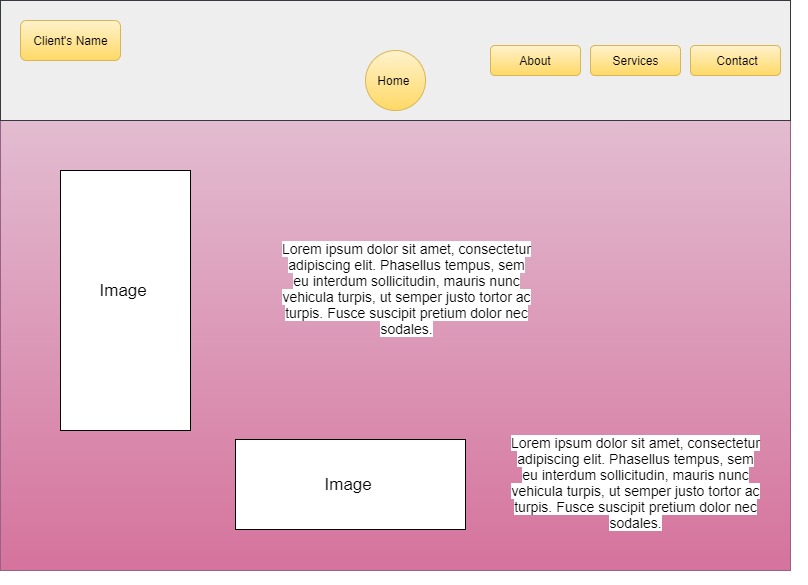 Client's Name
Home
About
Services
Contact
Image
Lorem ipsum dolor sit amet, consectetur
adipiscing elit. Phasellus tempus, sem
eu interdum sollicitudin, mauris nunc
vehicula turpis, ut semper justo tortor ac
turpis. Fusce suscipit pretium dolor nec
sodales.
Image
Lorem ipsum dolor sit amet, consectetur
adipiscing elit. Phasellus tempus, sem
eu interdum sollicitudin, mauris nunc
vehicula turpis, ut semper justo tortor ac
turpis. Fusce suscipit pretium dolor nec
sodales.